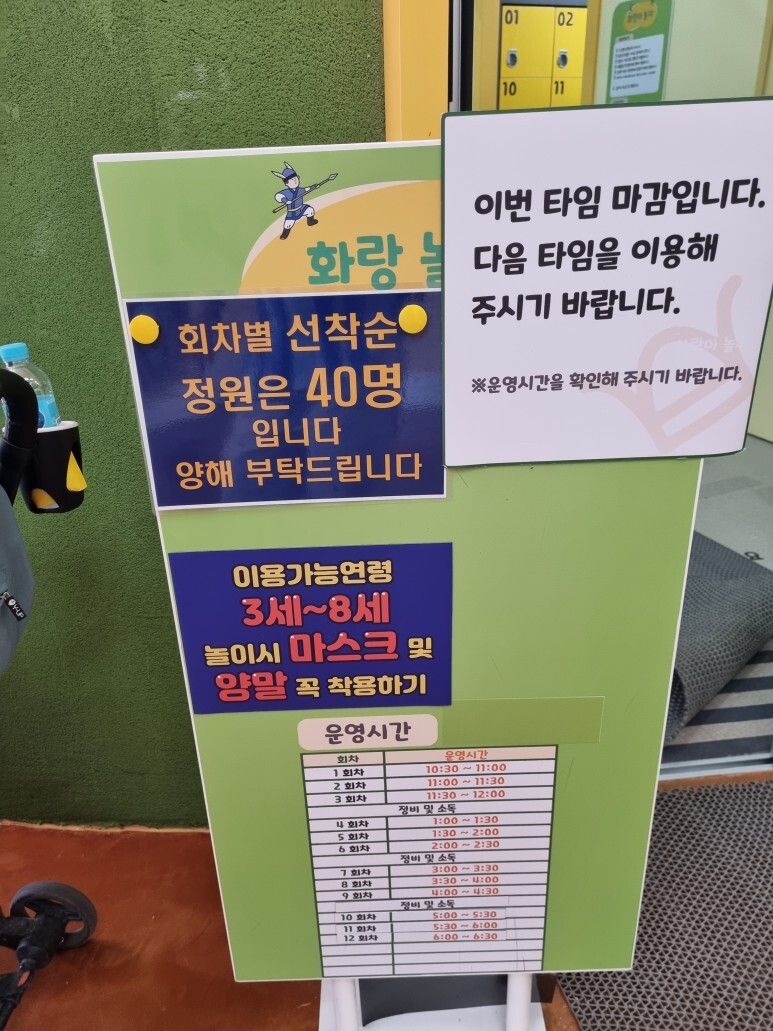 01
02
10
11
화랑
이번 타임 마감입니다.
다음 타임을 이용해
주시기 바랍니다.
※운영시간을 확인해 주시기 바랍니다.
회차별 선착순
정원은 40명
입니다
양해 부탁드립니다
이용가능연령
3세~8세
놀이시 마스크 및
양말 꼭 착용하기
운영시간
회차 운영시간
1 회차 10:30 ~ 11:00
2 회차 11:00 ~ 11:30
3 회차 11:30 ~ 12:00
정비 및 소독
4 회차 1:00 ~ 1:30
5 회차 1:30 ~ 2:00
6 회차 2:00 ~ 2:30
정비 및 소독
7 회차 3:00 ~ 3:30
8 회차 3:30 ~ 4:00
9 회차 4:00 ~ 4:30
정비 및 소독
10 회차 5:00 ~ 5:30
11 회차 5:30 ~ 6:00
12 회차 6:00 ~ 6:30